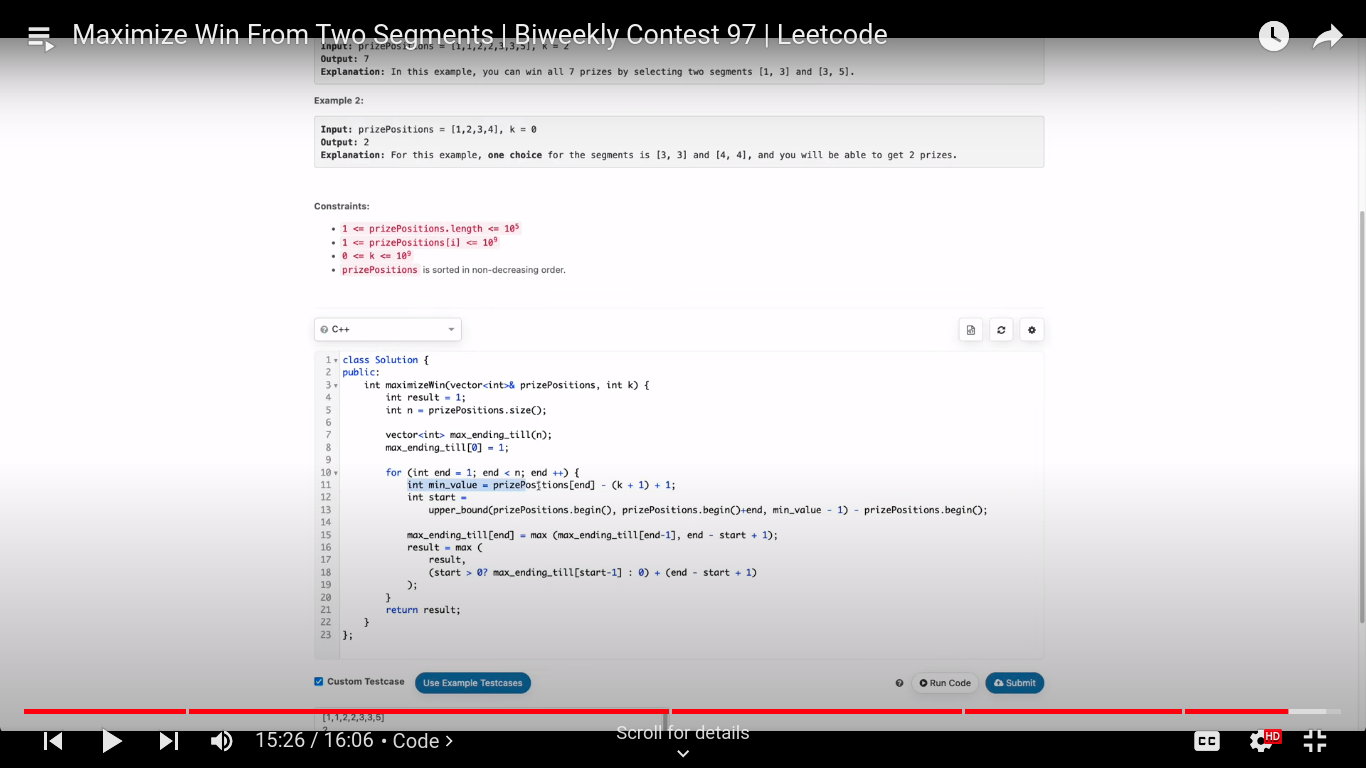 Maximize Win From Two Segments | Biweekly Contest 97 | Leetcode
Input: prizePositions = [1,1,2,2,3,3,5], k = 2
Output: 7
Explanation: In this example, you can win all 7 prizes by selecting two segments [1, 3] and [3, 5].
Example 2:
Input: prizePositions = [1,2,3,4], k = 0
Output: 2
Explanation: For this example, one choice for the segments is [3, 3] and [4, 4], and you will be able to get 2 prizes.
Constraints:
• 1 <= prizePositions.length <= 10⁵
• 1 <= prizePositions[i] <= 10⁹
• 0 <= k <= 10⁹
• prizePositions is sorted in non-decreasing order.
C++
1 class Solution {
2 public:
3 int maximizeWin(vector<int>& prizePositions, int k) {
4 int result = 1;
5 int n = prizePositions.size();
6
7 vector<int> max_ending_till(n);
8 max_ending_till[0] = 1;
9
10 for (int end = 1; end < n; end ++) {
11 int min_value = prizePositions[end] - (k + 1) + 1;
12 int start =
13 upper_bound(prizePositions.begin(), prizePositions.begin()+end, min_value - 1) - prizePositions.begin();
14
15 max_ending_till[end] = max (max_ending_till[end-1], end - start + 1);
16 result = max (
17 result,
18 (start > 0? max_ending_till[start-1] : 0) + (end - start + 1)
19 );
20 }
21 return result;
22 }
23 };
Custom Testcase Use Example Testcases ? Run Code Submit
[1,1,2,2,3,3,5]
Scroll for details
15:26 / 16:06 • Code > CC HD